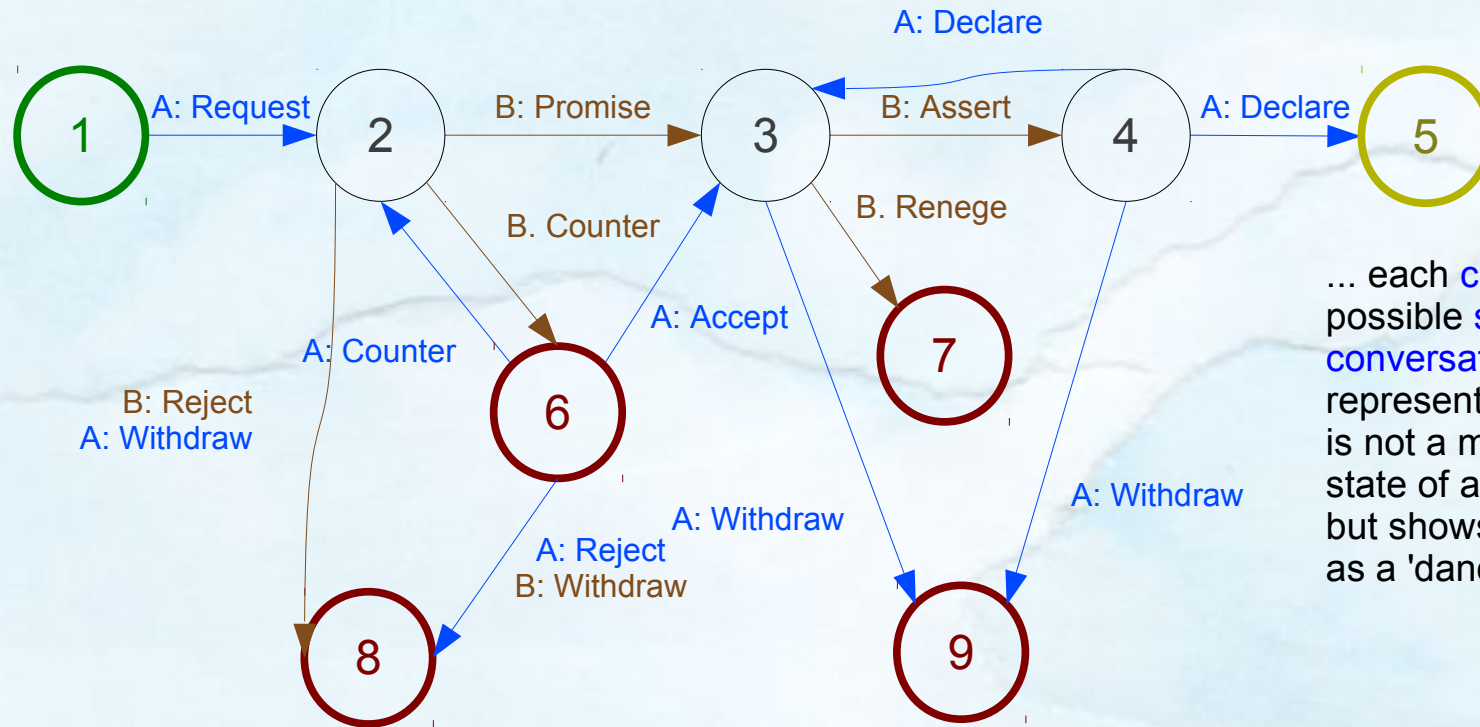 A: Declare
1
A: Request
2
B: Promise
3
B: Assert
4
A: Declare
5
B. Counter
B. Renege
A: Counter
A: Accept
7
B: Reject
A: Withdraw
6
A: Withdraw
A: Withdraw
A: Reject
B: Withdraw
8
9
... each
possible
represent
is not a
state of
but shows
as a